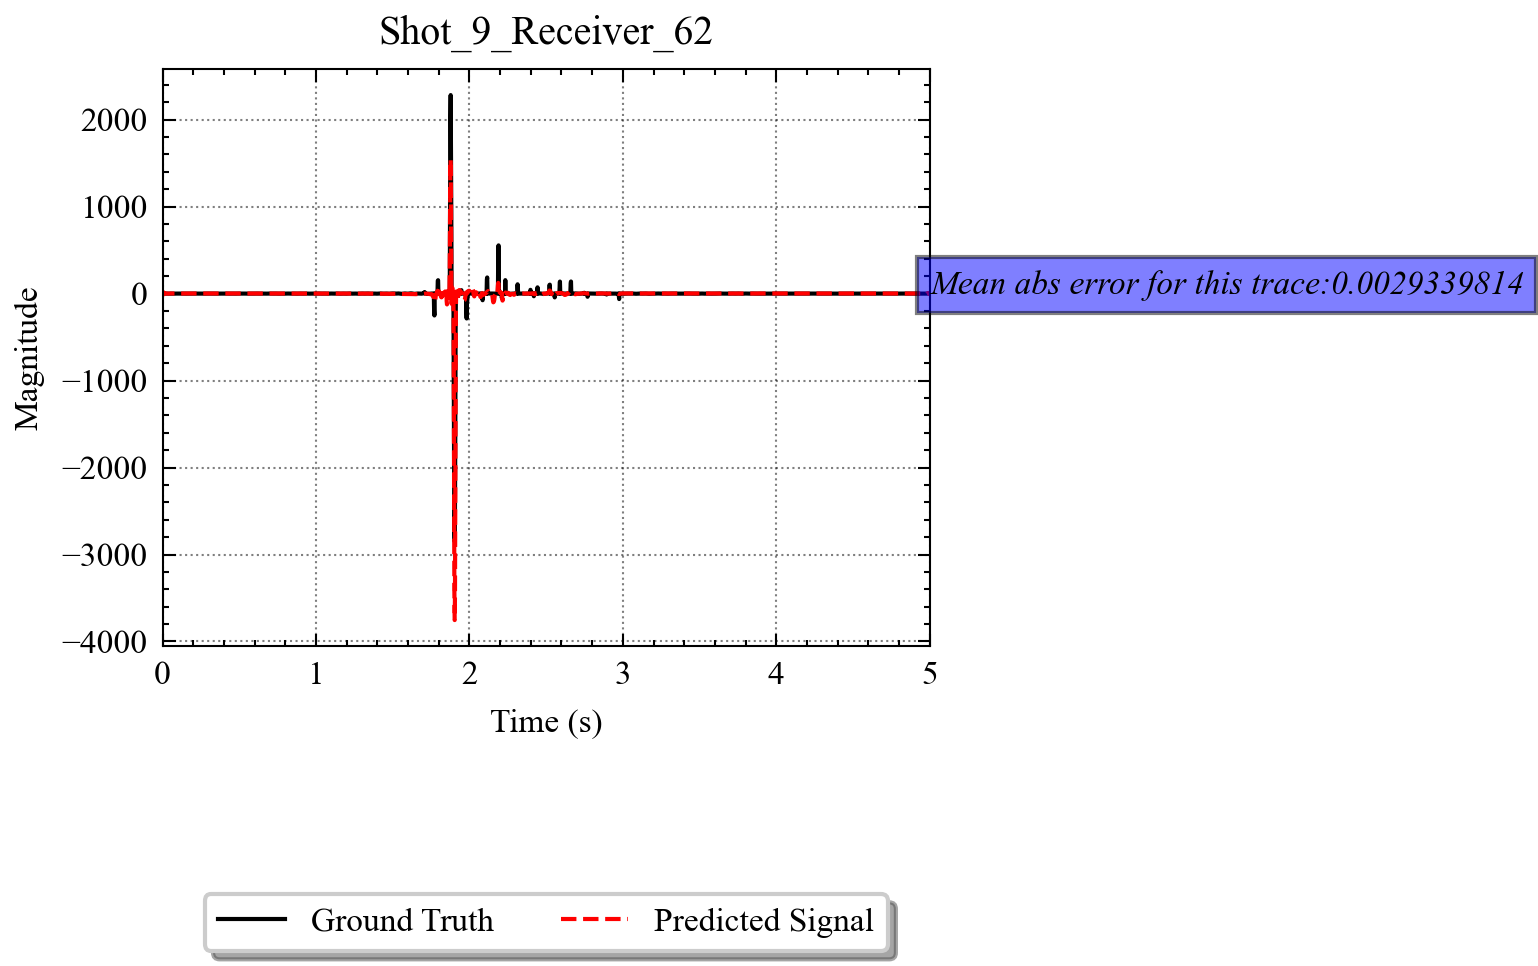 Shot_9_Receiver_62
2000
1000
0
−1000
−2000
−3000
−4000
Magnitude
0 1 2 3 4 5
Time (s)
Mean abs error for this trace:0.0029339814
Ground Truth Predicted Signal